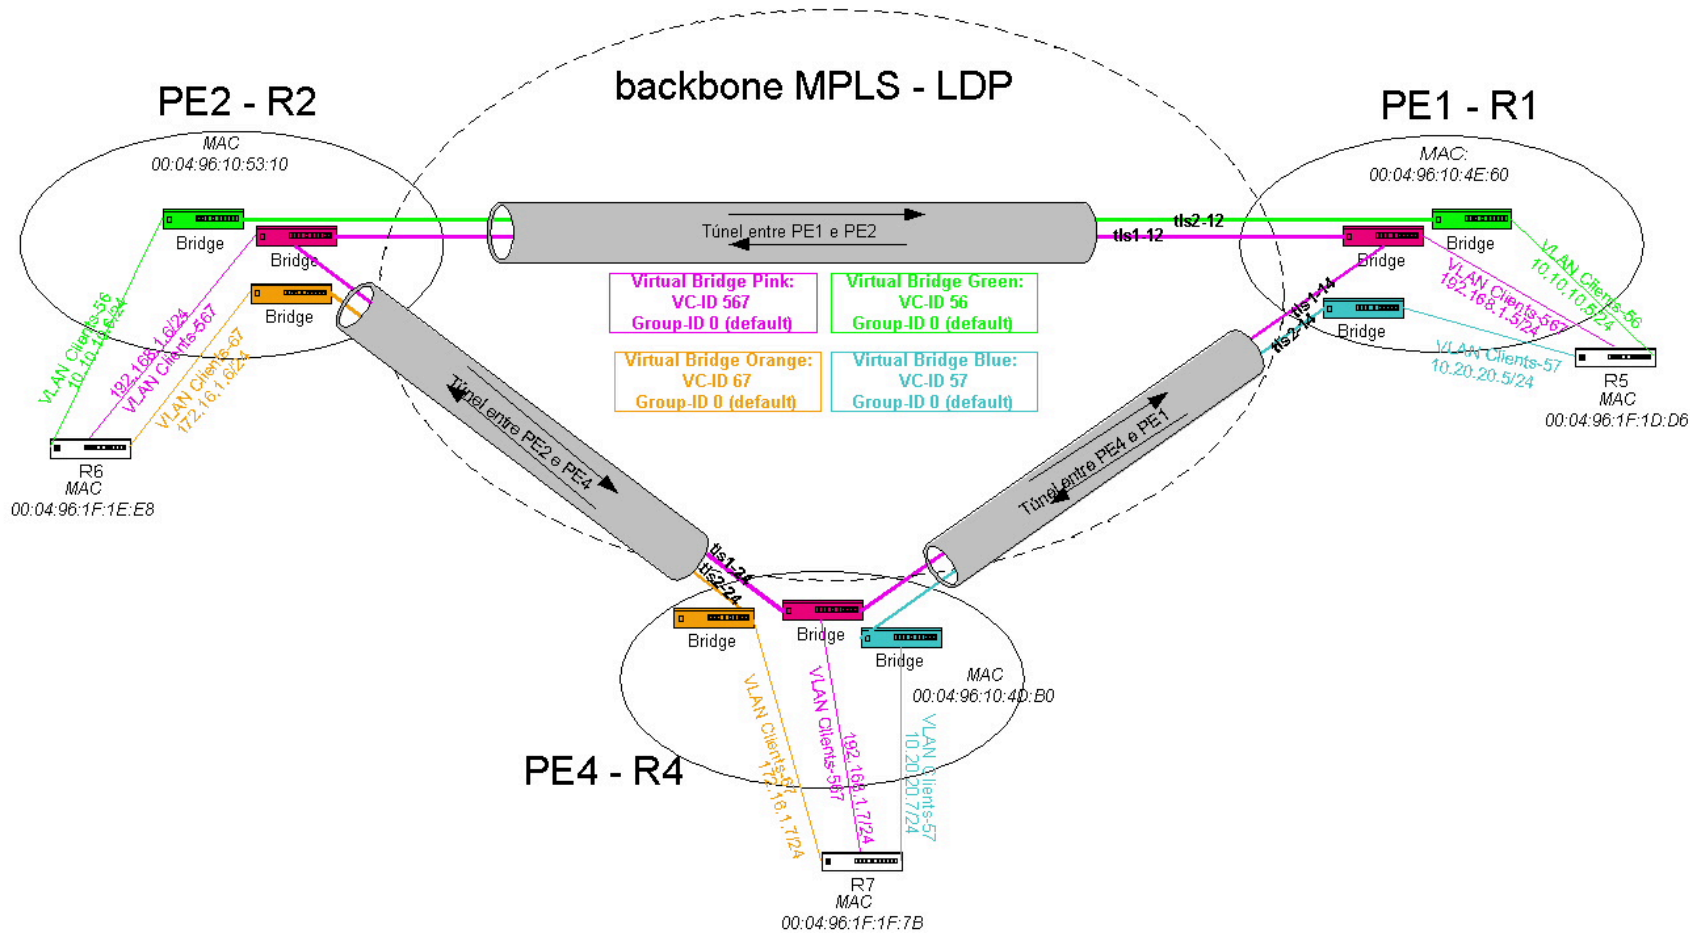 backbone MPLS - LDP
PE2 - R2
MAC
00:04:96:10:53:10
PE1 - R1
MAC:
00:04:96:10:4E:60
Bridge
Bridge
Bridge
Túnel entre PE1 e PE2
tls2-12
tls1-12
Bridge
Bridge
Bridge
tls1-14
tls2-14
Virtual Bridge Pink:
VC-ID 567
Group-ID 0 (default)
Virtual Bridge Green:
VC-ID 56
Group-ID 0 (default)
Virtual Bridge Orange:
VC-ID 67
Group-ID 0 (default)
Virtual Bridge Blue:
VC-ID 57
Group-ID 0 (default)
VLAN Clients-56
10.10.10.6/24
192.168.1.6/24
VLAN Clients-567
VLAN Clients-67
172.16.1.6/24
R6
MAC
00:04:96:1F:1E:E8
VLAN Clients-56
10.10.10.5/24
VLAN Clients-567
192.168.1.5/24
VLAN Clients-57
10.20.20.5/24
R5
MAC
00:04:96:1F:1D:D6
Túnel entre PE2 e PE4
Túnel entre PE4 e PE1
tls1-24
tls2-24
Bridge
Bridge
Bridge
MAC
00:04:96:10:4D:B0
PE4 - R4
VLAN Clients-67
172.16.1.7/24
VLAN Clients-567
192.168.1.7/24
VLAN Clients-57
10.20.20.7/24
R7
MAC
00:04:96:1F:1F:7B